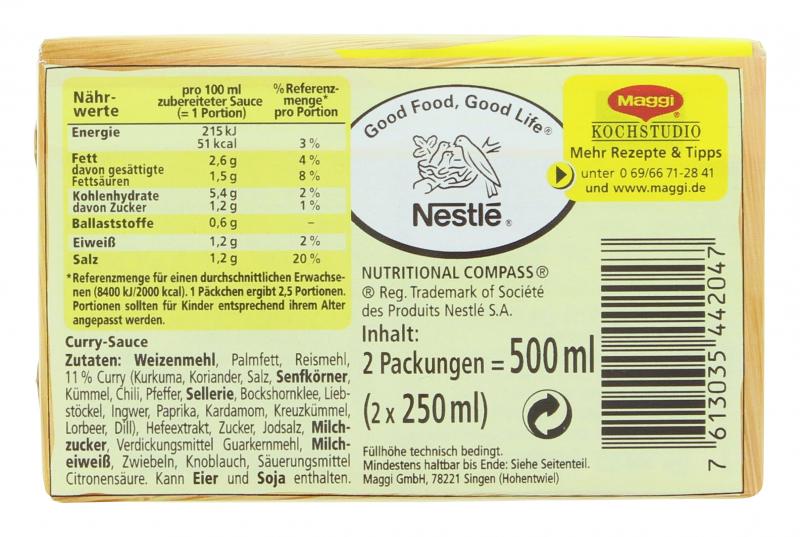 Nähr- pro 100 ml %Referenz-
werte zubereiteter Sauce menge*
(= 1 Portion) pro Portion
Energie 215 kJ
51 kcal 3 %
Fett 2,6 g 4 %
davon gesättigte
Fettsäuren 1,5 g 8 %
Kohlenhydrate 5,4 g 2 %
davon Zucker 1,2 g 1 %
Ballaststoffe 0,6 g –
Eiweiß 1,2 g 2 %
Salz 1,2 g 20 %
*Referenzmenge für einen durchschnittlichen Erwachse-
nen (8400 kJ/2000 kcal). 1 Päckchen ergibt 2,5 Portionen.
Portionen sollten für Kinder entsprechend ihrem Alter
angepasst werden.
Curry-Sauce
Zutaten: Weizenmehl, Palmfett, Reismehl,
11 % Curry (Kurkuma, Koriander, Salz, Senfkörner,
Kümmel, Chili, Pfeffer, Sellerie, Bockshornklee, Lieb-
stöckel, Ingwer, Paprika, Kardamom, Kreuzkümmel,
Lorbeer, Dill), Hefeextrakt, Zucker, Jodsalz, Milch-
zucker, Verdickungsmittel Guarkernmehl, Milch-
eiweiß, Zwiebeln, Knoblauch, Säuerungsmittel
Citronensäure. Kann Eier und Soja enthalten.
Good Food, Good Life®
Nestlé®
NUTRITIONAL COMPASS®
® Reg. Trademark of Société
des Produits Nestlé S.A.
Inhalt:
2 Packungen = 500 ml
(2 x 250 ml)
Füllhöhe technisch bedingt.
Mindestens haltbar bis Ende: Siehe Seitenteil.
Maggi GmbH, 78221 Singen (Hohentwiel)
Maggi®
KOCHSTUDIO
Mehr Rezepte & Tipps
unter 0 69/66 71-28 41
und www.maggi.de
7 613035 442047